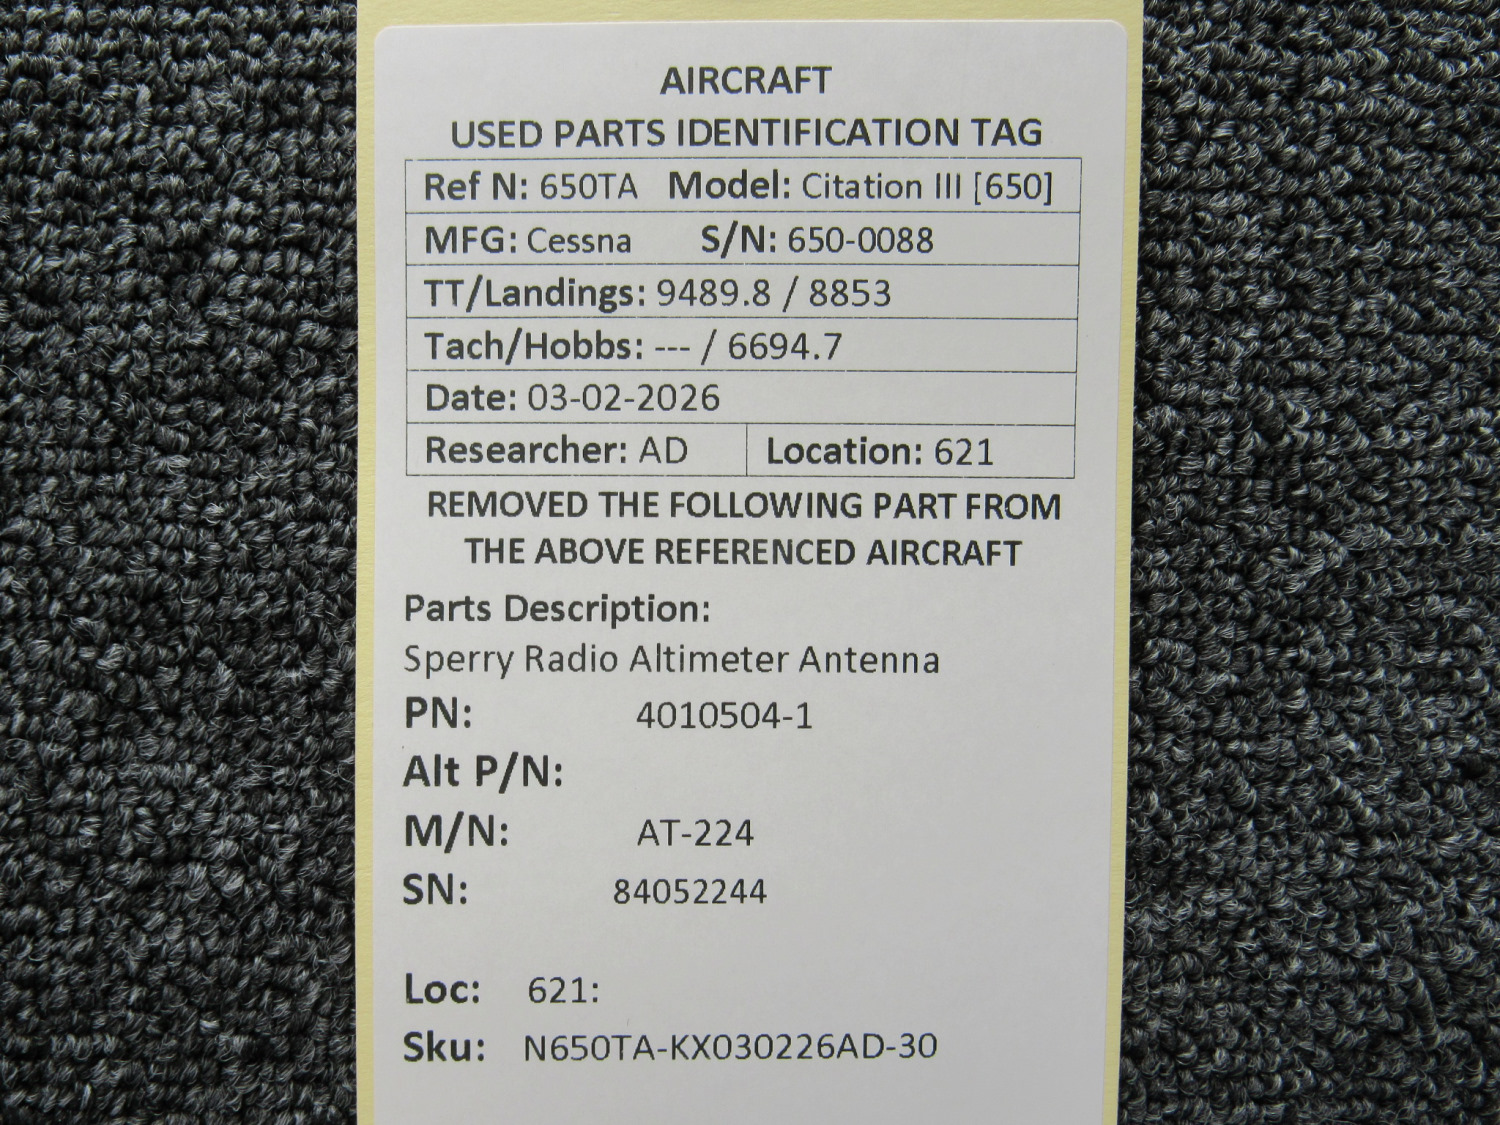 AIRCRAFT
USED PARTS IDENTIFICATION TAG
Ref N: 650TA Model: Citation III [650]
MFG: Cessna S/N: 650-0088
TT/Landings: 9489.8 / 8853
Tach/Hobbs: --- / 6694.7
Date: 03-02-2026
Researcher: AD Location: 621
REMOVED THE FOLLOWING PART FROM
THE ABOVE REFERENCED AIRCRAFT
Parts Description:
Sperry Radio Altimeter Antenna
PN: 4010504-1
Alt P/N:
M/N: AT-224
SN: 84052244
Loc: 621:
Sku: N650TA-KX030226AD-30